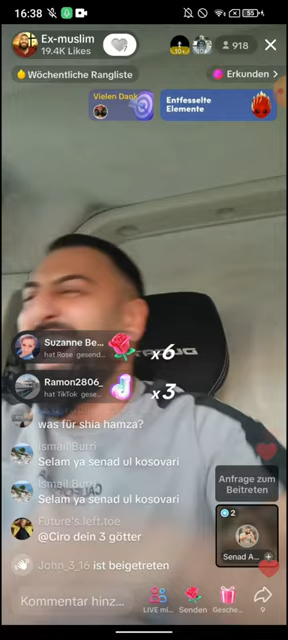 16:38
55%
Ex-muslim
19.4K Likes
918
Wöchentliche Rangliste
Erkunden >
Vielen Dank
Entfesselte
Elemente
Suzanne Be...
hat Rose gesend...
x6
Ramon2806_
hat TikTok gese...
x3
was für shia hamza?
Ismail Burri
Selam ya senad ul kosovari
Ismail Burri
Selam ya senad ul kosovari
Future's.left.toe
@Ciro dein 3 götter
John_3_16 ist beigetreten
Anfrage zum
Beitreten
2
Senad A...
Kommentar hinz...
LIVE mi...
Senden
Gesche...
9